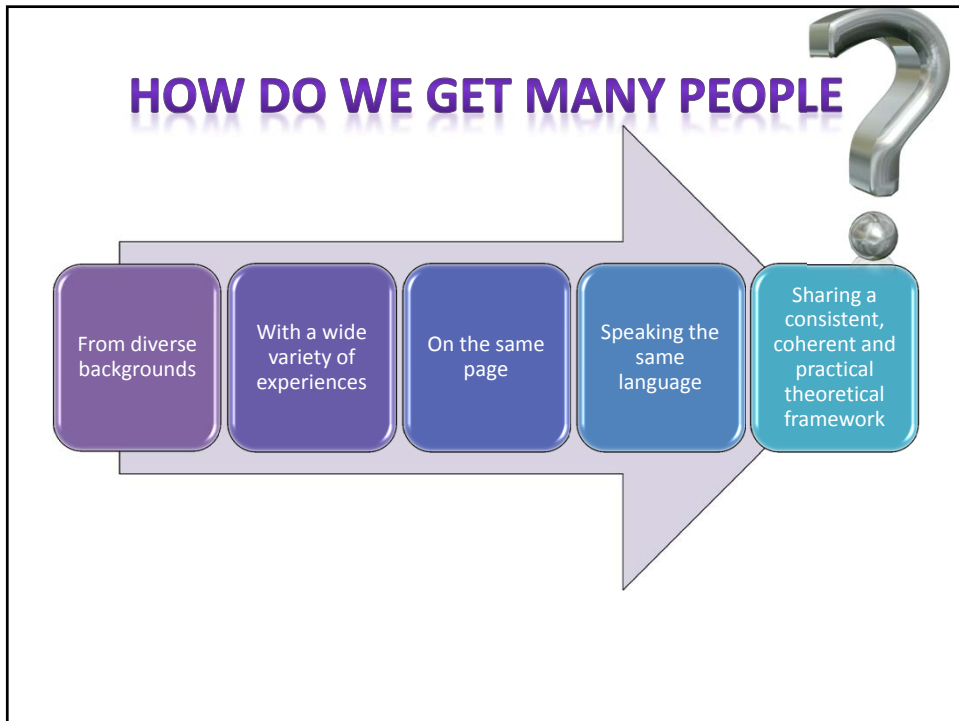 HOW DO WE GET MANY PEOPLE ?
From diverse
backgrounds
With a wide
variety of
experiences
On the same
page
Speaking the
same
language
Sharing a
consistent,
coherent and
practical
theoretical
framework